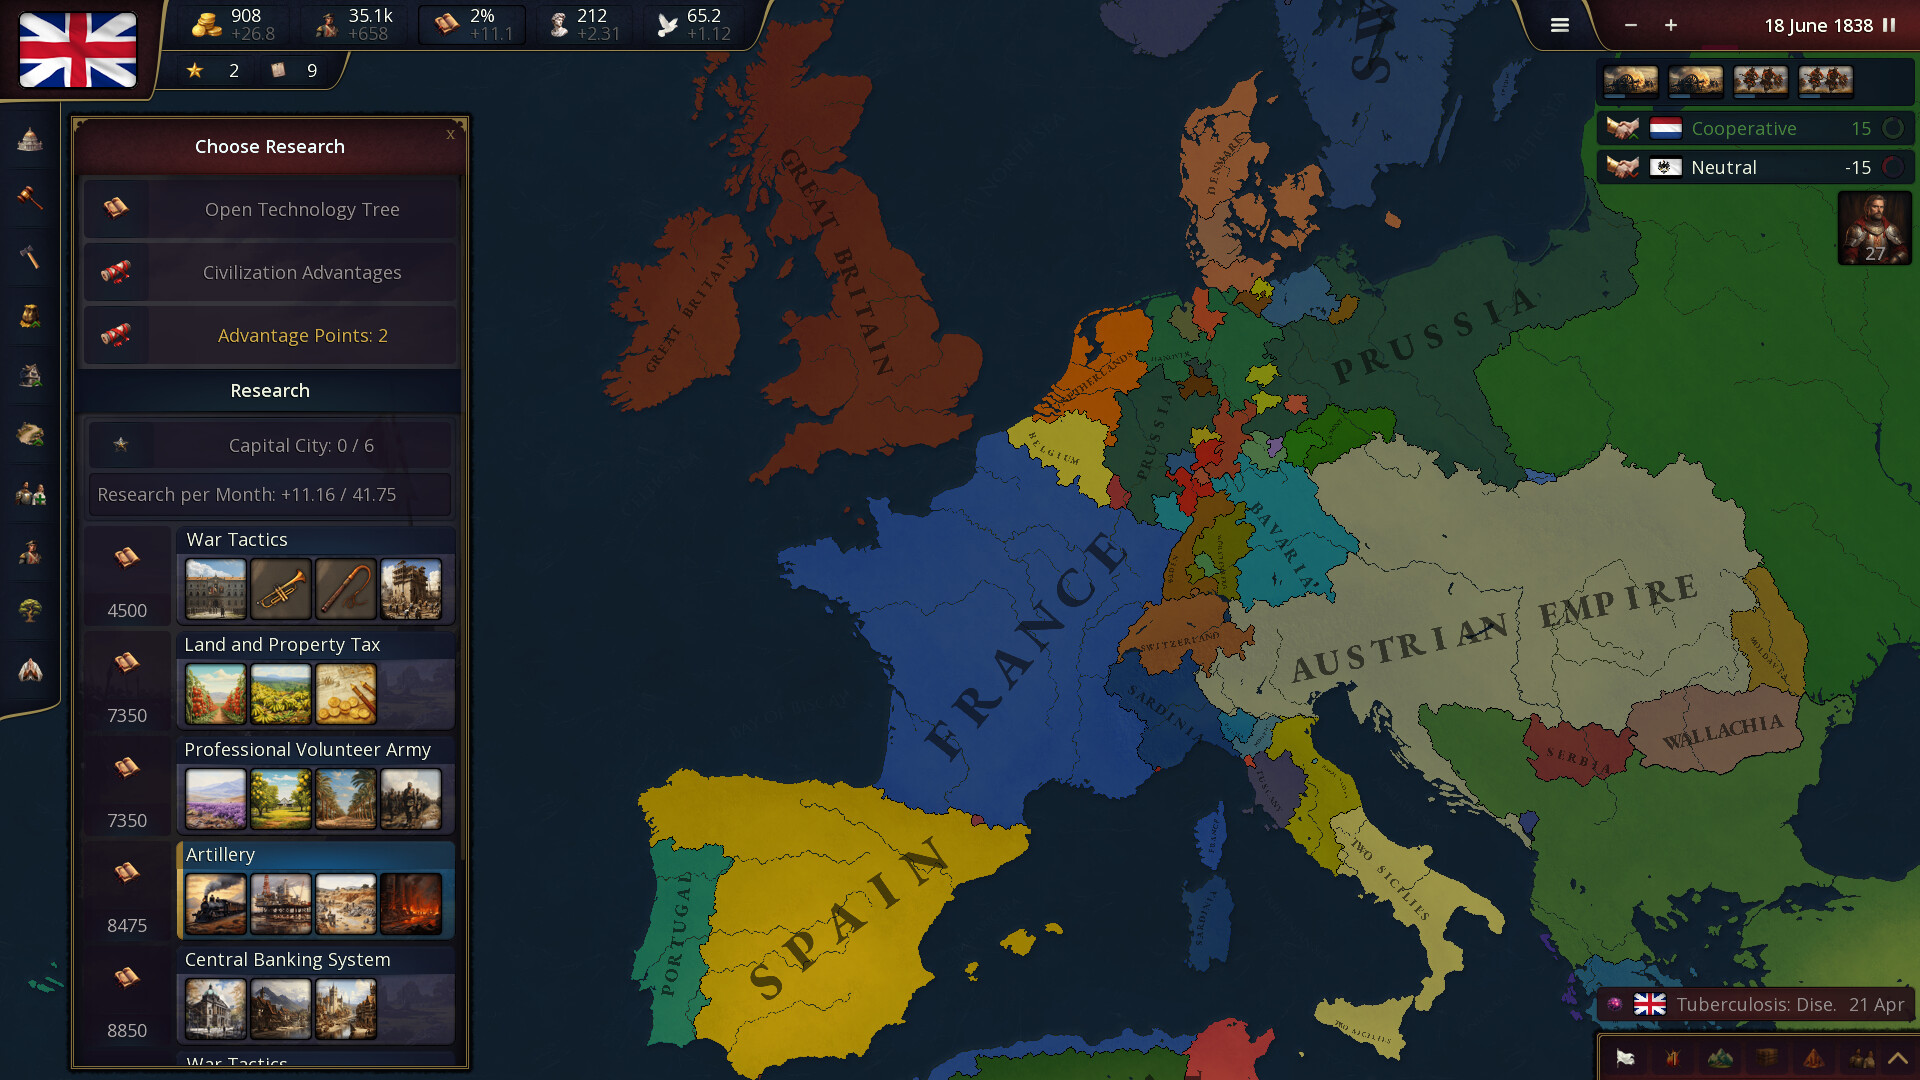 908
+26.8
35.1k
+658
2%
+11.1
212
+2.31
65.2
+1.12
18 June 1838
2
9
Choose Research
x
Open Technology Tree
Civilization Advantages
Advantage Points: 2
Research
Capital City: 0 / 6
Research per Month: +11.16 / 41.75
War Tactics
4500
Land and Property Tax
7350
Professional Volunteer Army
7350
Artillery
8475
Central Banking System
8850
War Tactics
Cooperative 15
Neutral -15
27
SW
DENMARK
GREAT BRITAIN
GREAT BRITAIN
PRUSSIA
NETHERLANDS
HANOVER
BELGIUM
PRUSSIA
BAVARIA
FRANCE
SWITZERLAND
AUSTRIAN EMPIRE
SARDINIA
SERBIA
WALLACHIA
TUSCANY
TWO SICILIES
FRANCE
SARDINIA
SPAIN
PORTUGAL
TWO SICILIES
Tuberculosis: Dise. 21 Apr